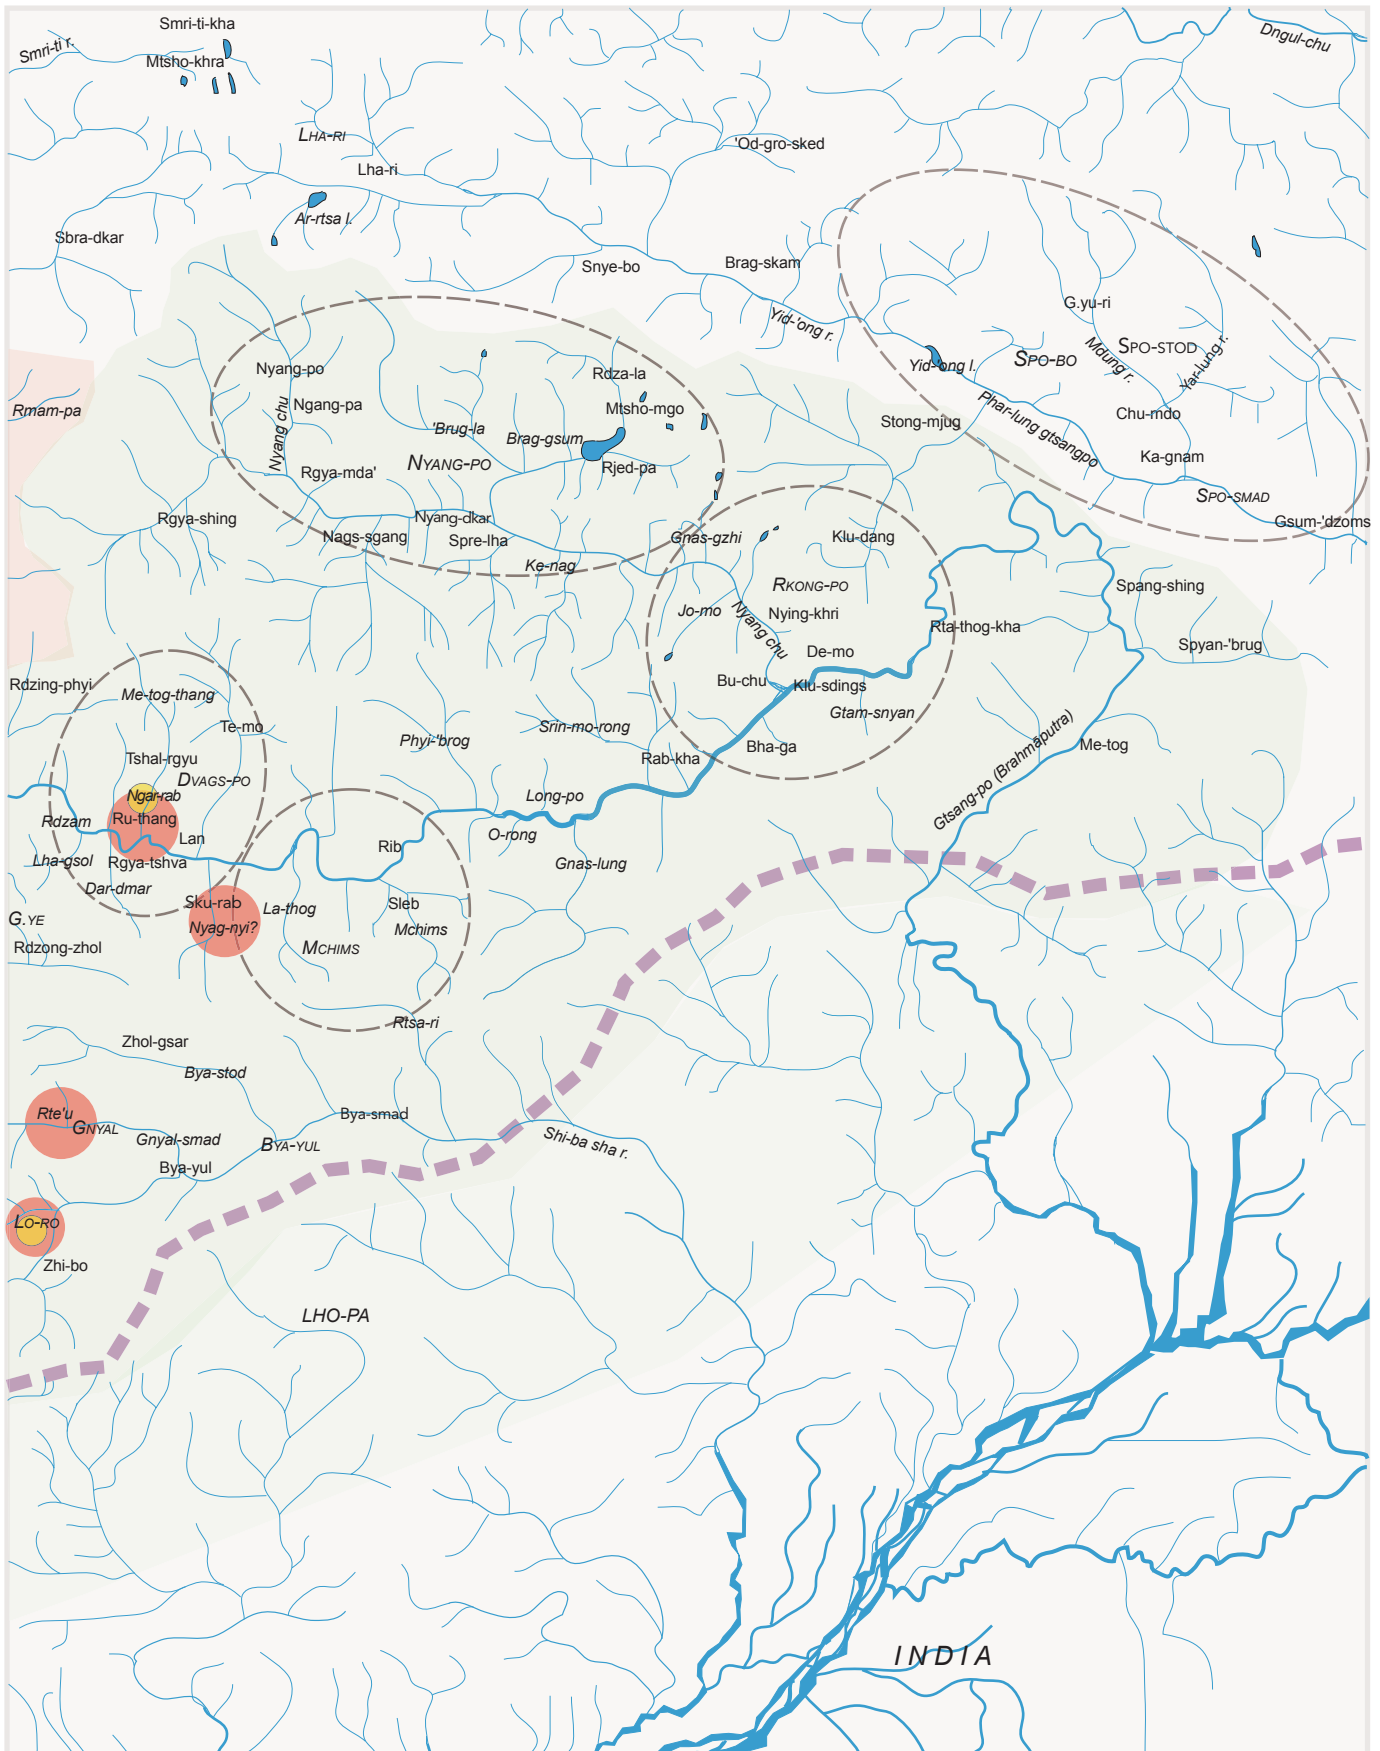 Smri-ti-kha
Smri-ti r.
Mtsho-khra
Dngul-chu
LHA-RI
'Od-gro-sked
Lha-ri
Ar-rtsa l.
Sbra-dkar
Snye-bo
Brag-skam
G.yu-ri
Yid-'ong r.
SPO-STOD
Mdung r.
Yar-lung r.
SPO-BO
Yid-'ong l.
Nyang-po
Rdza-la
Ngang-pa
Mtsho-mgo
Rmam-pa
Phar-lung gtsangpo
Chu-mdo
Stong-mjug
Nyang chu
'Brug-la
Brag-gsum
Ka-gnam
NYANG-PO
Rjed-pa
Rgya-mda'
SPO-SMAD
Rgya-shing
Nyang-dkar
Gsum-'dzoms
Nags-sgang
Spre-lha
Gnas-gzhi
Klu-dang
Ke-nag
RKONG-PO
Spang-shing
Jo-mo
Nyang chu
Nying-khri
Rta-thog-kha
Spyan-'brug
De-mo
Rdzing-phyi
Bu-chu
Klu-sdings
Me-tog-thang
Gtam-snyan
Te-mo
Phyi-'brog
Srin-mo-rong
Bha-ga
Me-tog
Tshal-rgyu
Rab-kha
Gtsang-po (Brahmāputra)
DVAGS-PO
Ngar-rab
Long-po
Rdzam
Ru-thang
Lan
O-rong
Rib
Lha-gsol
Rgya-tshva
Gnas-lung
Dar-dmar
Sku-rab
La-thog
Sleb
G.YE
Nyag-nyi?
Mchims
Rdzong-zhol
MCHIMS
Rtsa-ri
Zhol-gsar
Bya-stod
Rte'u
Bya-smad
GNYAL
Gnyal-smad
BYA-YUL
Shi-ba sha r.
Bya-yul
LO-RO
Zhi-bo
LHO-PA
INDIA